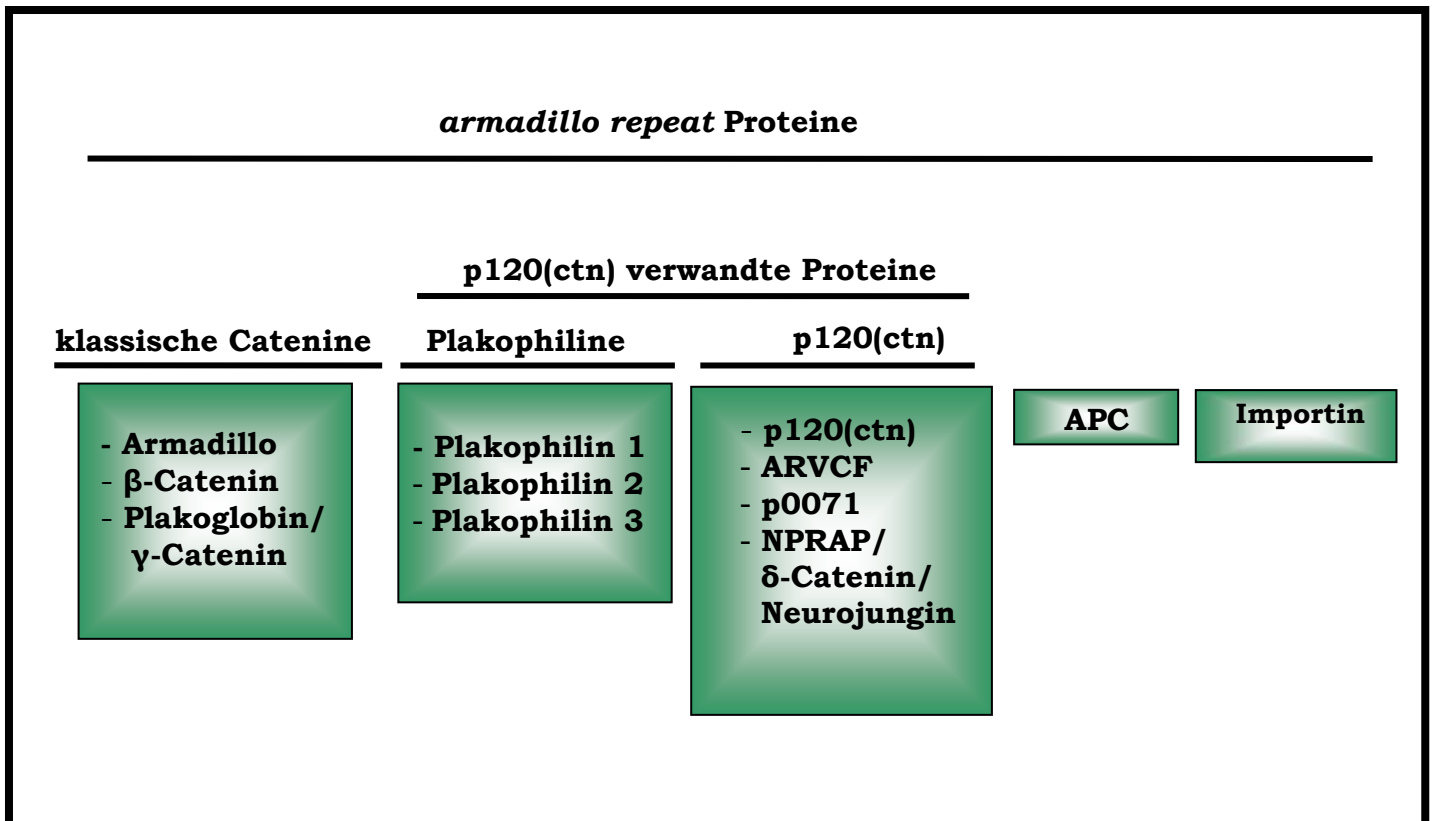 armadillo repeat Proteine
p120(ctn) verwandte Proteine
klassische Catenine
Plakophiline
p120(ctn)
- Armadillo
- β-Catenin
- Plakoglobin/
γ-Catenin
- Plakophilin 1
- Plakophilin 2
- Plakophilin 3
- p120(ctn)
- ARVCF
- p0071
- NPRAP/
δ-Catenin/
Neurojungin
APC
Importin